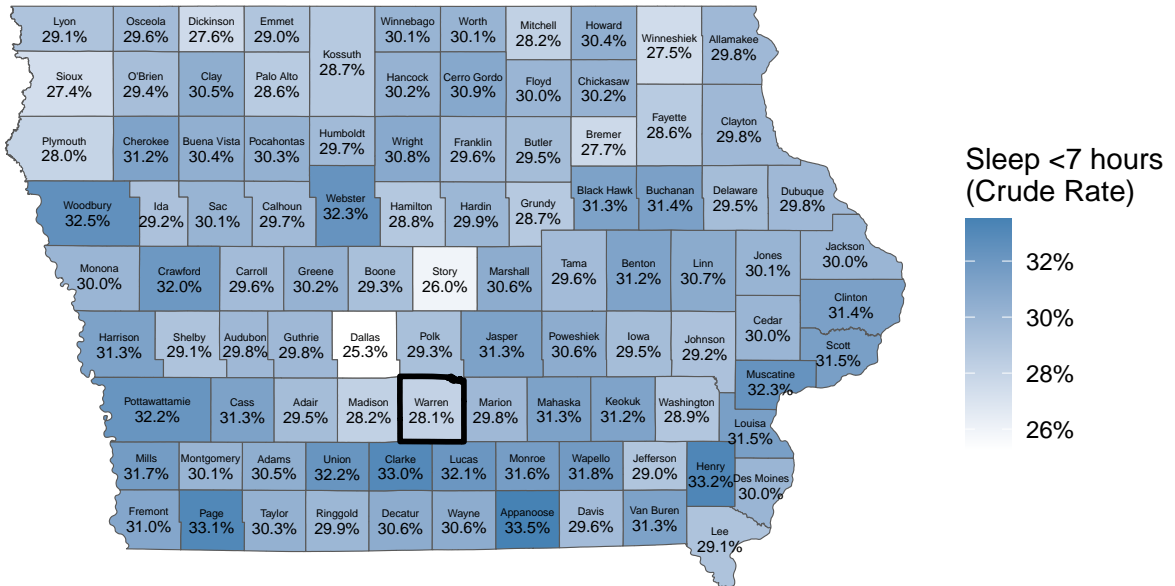 Lyon
29.1%
Osceola
29.6%
Dickinson
27.6%
Emmet
29.0%
Kossuth
28.7%
Winnebago
30.1%
Worth
30.1%
Mitchell
28.2%
Howard
30.4%
Winneshiek
27.5%
Allamakee
29.8%
Sioux
27.4%
O'Brien
29.4%
Clay
30.5%
Palo Alto
28.6%
Hancock
30.2%
Cerro Gordo
30.9%
Floyd
30.0%
Chickasaw
30.2%
Fayette
28.6%
Clayton
29.8%
Plymouth
28.0%
Cherokee
31.2%
Buena Vista
30.4%
Pocahontas
30.3%
Humboldt
29.7%
Wright
30.8%
Franklin
29.6%
Butler
29.5%
Bremer
27.7%
Woodbury
32.5%
Ida
29.2%
Sac
30.1%
Calhoun
29.7%
Webster
32.3%
Hamilton
28.8%
Hardin
29.9%
Grundy
28.7%
Black Hawk
31.3%
Buchanan
31.4%
Delaware
29.5%
Dubuque
29.8%
Monona
30.0%
Crawford
32.0%
Carroll
29.6%
Greene
30.2%
Boone
29.3%
Story
26.0%
Marshall
30.6%
Tama
29.6%
Benton
31.2%
Linn
30.7%
Jones
30.1%
Jackson
30.0%
Clinton
31.4%
Harrison
31.3%
Shelby
29.1%
Audubon
29.8%
Guthrie
29.8%
Dallas
25.3%
Polk
29.3%
Jasper
31.3%
Poweshiek
30.6%
Iowa
29.5%
Johnson
29.2%
Cedar
30.0%
Scott
31.5%
Muscatine
32.3%
Pottawattamie
32.2%
Cass
31.3%
Adair
29.5%
Madison
28.2%
Warren
28.1%
Marion
29.8%
Mahaska
31.3%
Keokuk
31.2%
Washington
28.9%
Louisa
31.5%
Mills
31.7%
Montgomery
30.1%
Adams
30.5%
Union
32.2%
Clarke
33.0%
Lucas
32.1%
Monroe
31.6%
Wapello
31.8%
Jefferson
29.0%
Henry
33.2%
Des Moines
30.0%
Fremont
31.0%
Page
33.1%
Taylor
30.3%
Ringgold
29.9%
Decatur
30.6%
Wayne
30.6%
Appanoose
33.5%
Davis
29.6%
Van Buren
31.3%
Lee
29.1%
Sleep <7 hours
(Crude Rate)
32%
30%
28%
26%